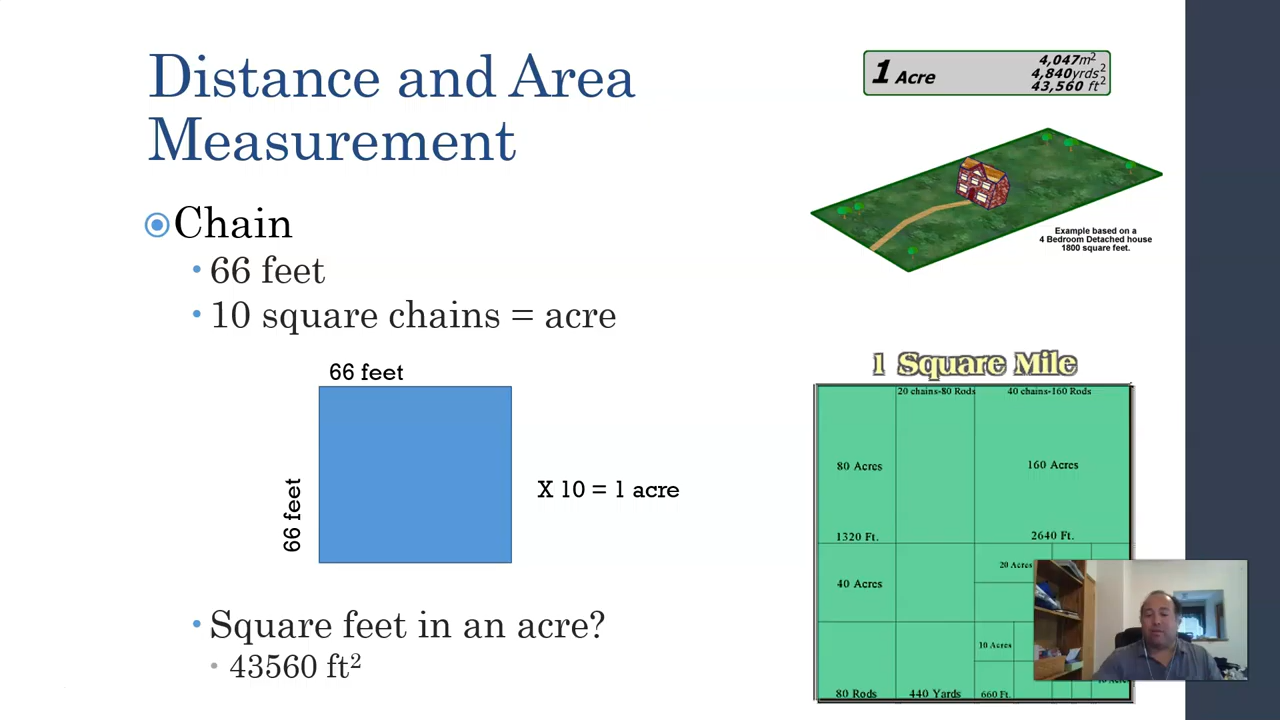 Distance and Area
Measurement
Chain
66 feet
10 square chains = acre
66 feet
66 feet
X 10 = 1 acre
Square feet in an acre?
43560 ft²
1 Acre
4,047m²
4,840yrds²
43,560 ft²
Example based on a
4 Bedroom Detached house
1800 square feet.
1 Square Mile
20 chains-80 Rods
40 chains-160 Rods
80 Acres
160 Acres
1320 Ft.
2640 Ft.
20 Acres
40 Acres
10 Acres
80 Rods
440 Yards
660 Ft.